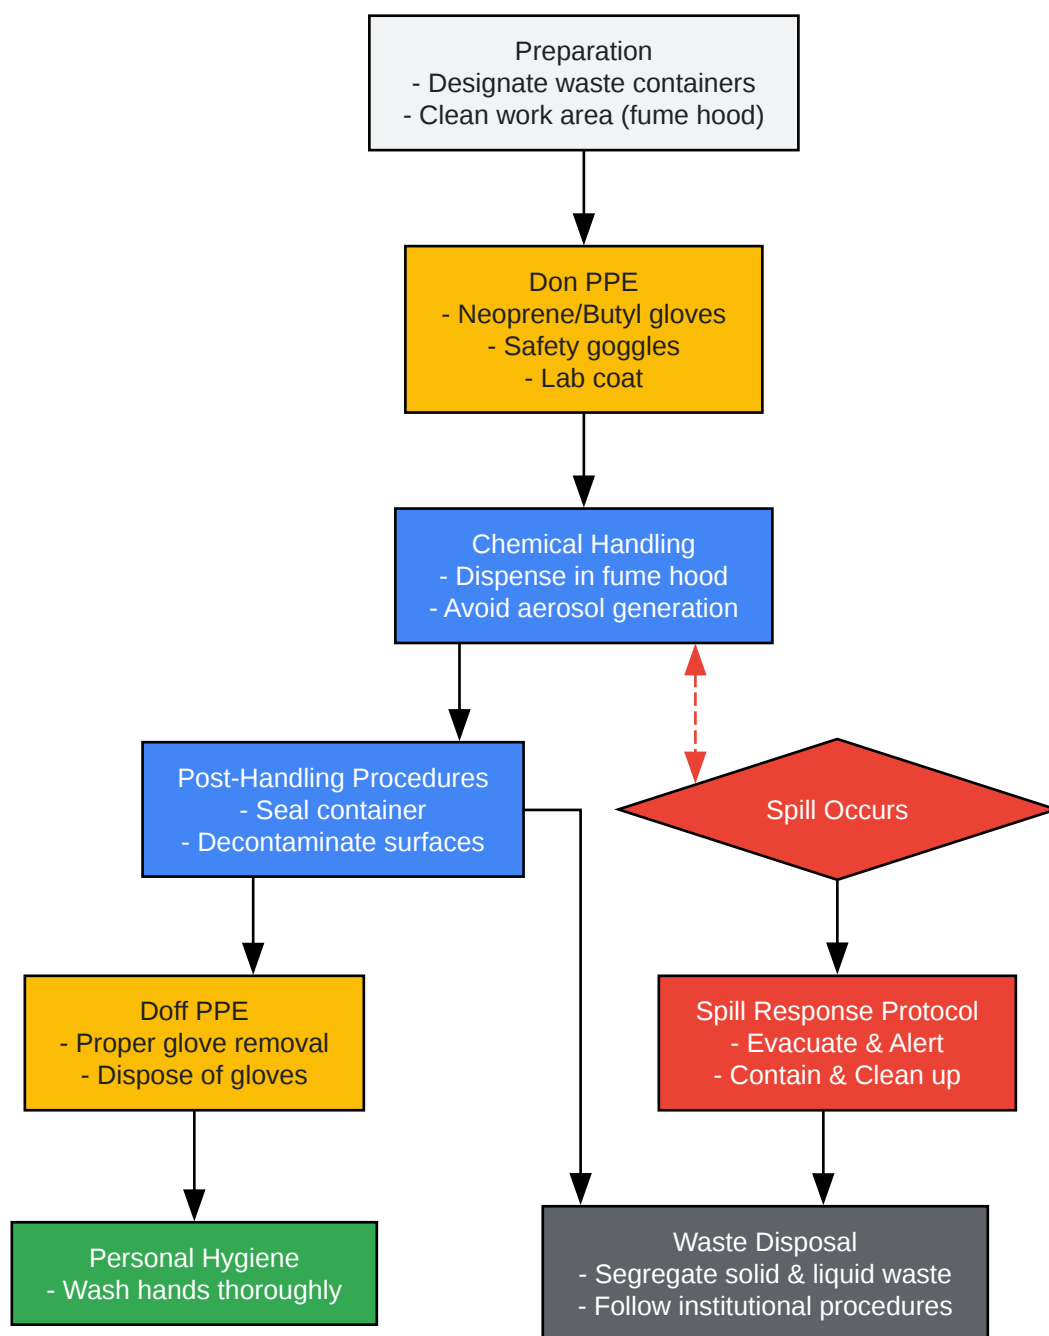 Preparation
- Designate waste containers
- Clean work area (fume hood)
Don PPE
- Neoprene/Butyl gloves
- Safety goggles
- Lab coat
Chemical Handling
- Dispense in fume hood
- Avoid aerosol generation
Post-Handling Procedures
- Seal container
- Decontaminate surfaces
Spill Occurs
Doff PPE
- Proper glove removal
- Dispose of gloves
Spill Response Protocol
- Evacuate & Alert
- Contain & Clean up
Personal Hygiene
- Wash hands thoroughly
Waste Disposal
- Segregate solid & liquid waste
- Follow institutional procedures